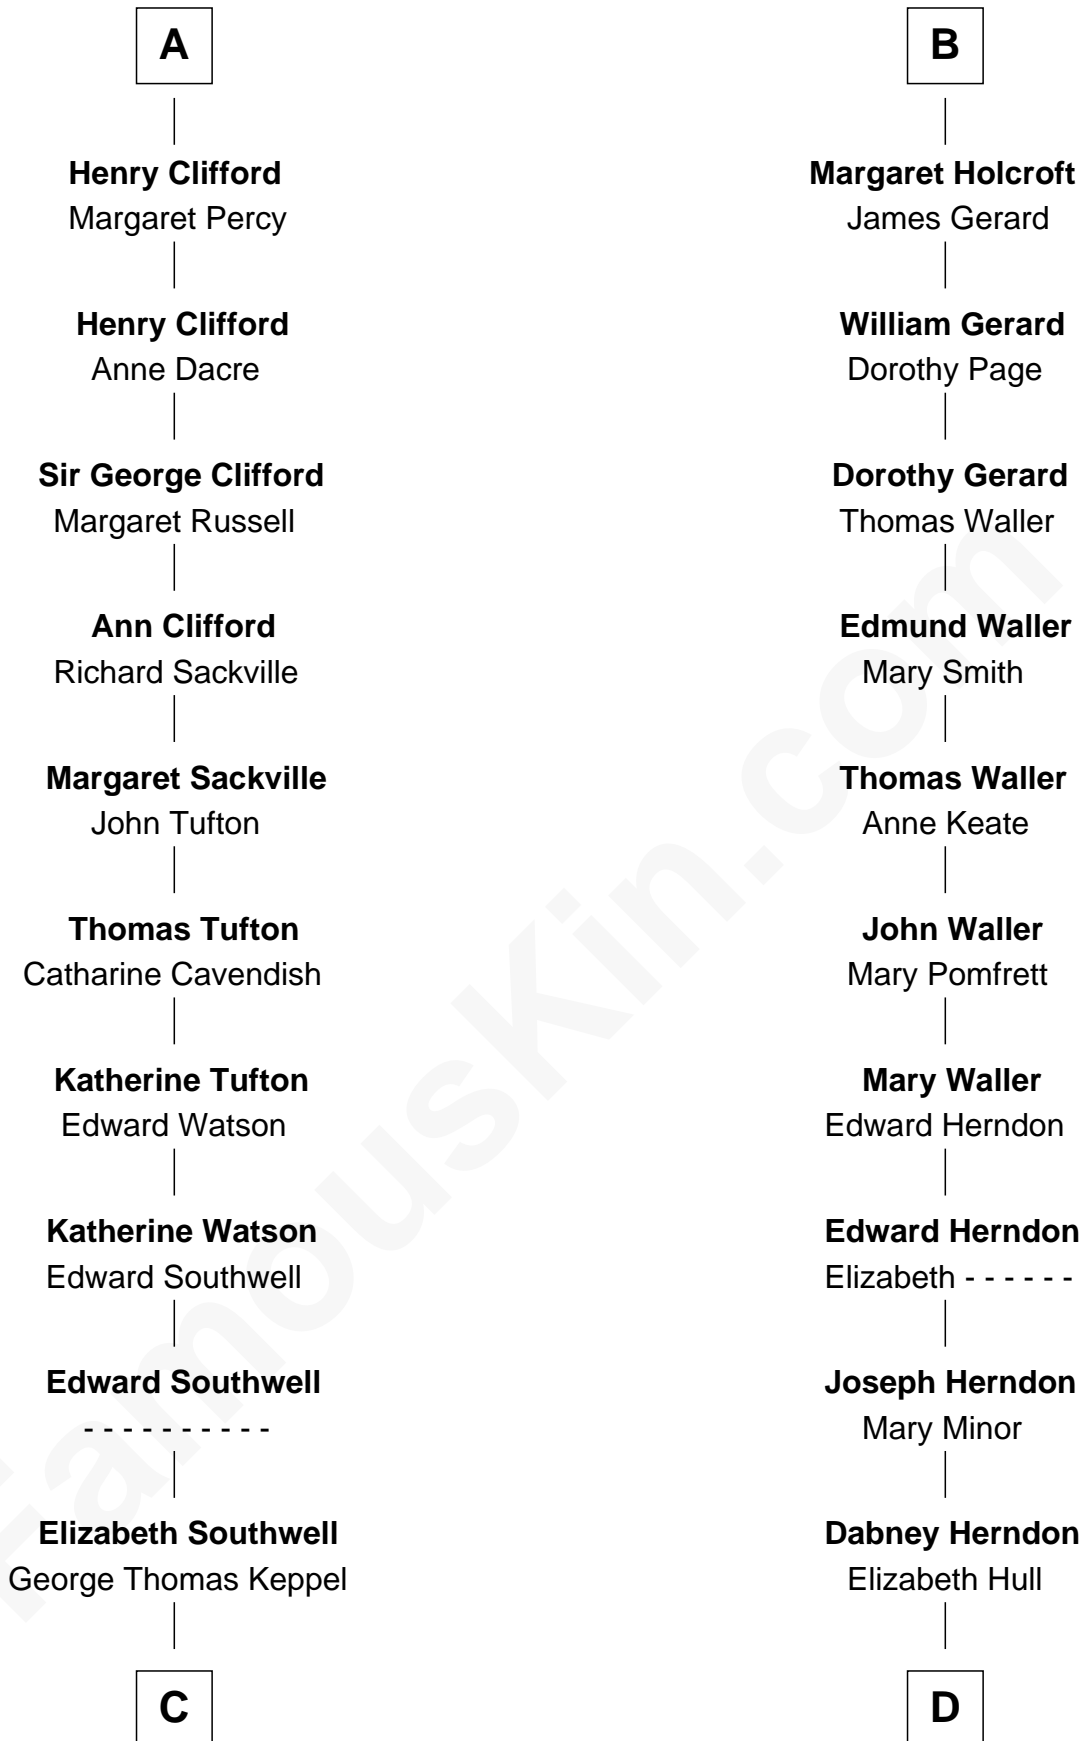 A
Henry Clifford
Margaret Percy
Henry Clifford
Anne Dacre
Sir George Clifford
Margaret Russell
Ann Clifford
Richard Sackville
Margaret Sackville
John Tufton
Thomas Tufton
Catharine Cavendish
Katherine Tufton
Edward Watson
Katherine Watson
Edward Southwell
Edward Southwell
- - - - - - - - - -
Elizabeth Southwell
George Thomas Keppel
C
B
Margaret Holcroft
James Gerard
William Gerard
Dorothy Page
Dorothy Gerard
Thomas Waller
Edmund Waller
Mary Smith
Thomas Waller
Anne Keate
John Waller
Mary Pomfrett
Mary Waller
Edward Herndon
Edward Herndon
Elizabeth - - - - - -
Joseph Herndon
Mary Minor
Dabney Herndon
Elizabeth Hull
D
FamousKin.com